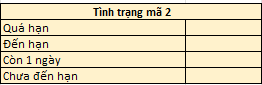 Tình trạng mã 2
Quá hạn
Đến hạn
Còn 1 ngày
Chưa đến hạn